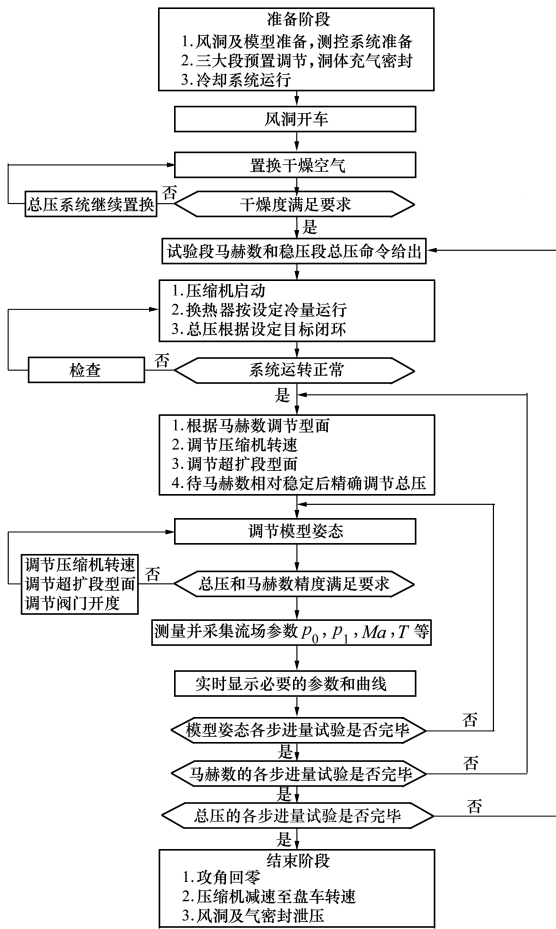 准备阶段
1.风洞及模型准备,测控系统准备
2.三大段预置调节,洞体充气密封
3.冷却系统运行
风洞开车
置换干燥空气
总压系统继续置换
否
干燥度满足要求
是
试验段马赫数和稳压段总压命令给出
1.压缩机启动
2.换热器按设定冷量运行
3.总压根据设定目标闭环
检查
否
系统运转正常
是
1.根据马赫数调节型面
2.调节压缩机转速
3.调节超扩段型面
4.待马赫数相对稳定后精确调节总压
调节模型姿态
调节压缩机转速
调节超扩段型面
调节阀门开度
否
总压和马赫数精度满足要求
测量并采集流场参数p0,p1,Ma,T等
实时显示必要的参数和曲线
模型姿态各步进量试验是否完毕
否
是
马赫数的各步进量试验是否完毕
否
是
总压的各步进量试验是否完毕
否
是
结束阶段
1.攻角回零
2.压缩机减速至盘车转速
3.风洞及气密封泄压